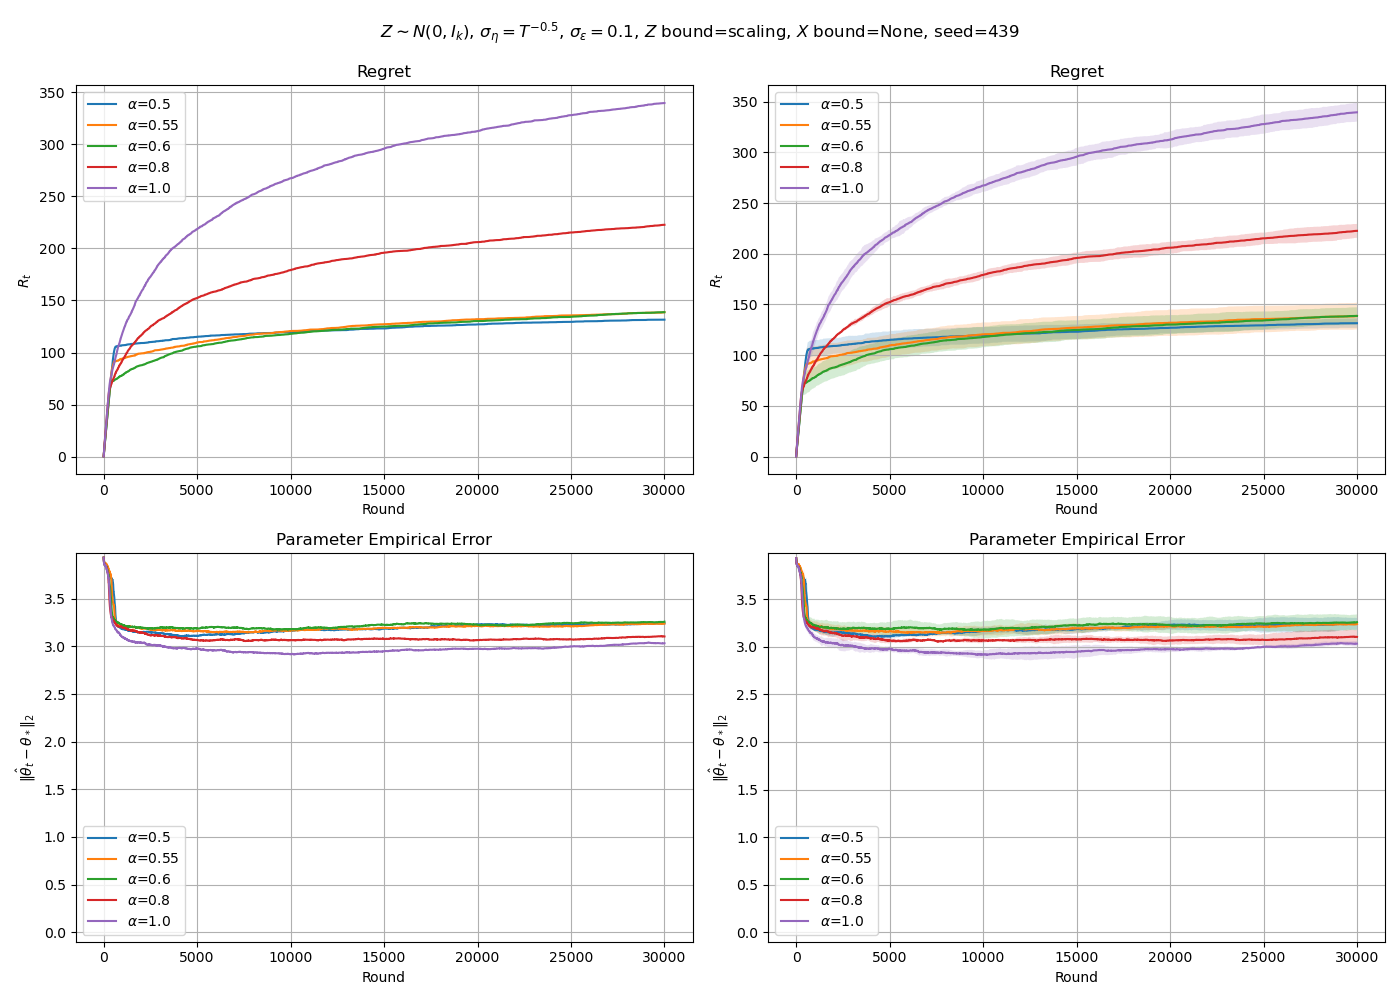 Z ∼ N(0, I_k), σ_η = T^{−0.5}, σ_ε = 0.1, Z bound=scaling, X bound=None, seed=439
Regret
R_t
350
300
250
200
150
100
50
0
α=0.5
α=0.55
α=0.6
α=0.8
α=1.0
0 5000 10000 15000 20000 25000 30000
Round
Regret
R_t
350
300
250
200
150
100
50
0
α=0.5
α=0.55
α=0.6
α=0.8
α=1.0
0 5000 10000 15000 20000 25000 30000
Round
Parameter Empirical Error
‖θ̂_t − θ_*‖_2
3.5
3.0
2.5
2.0
1.5
1.0
0.5
0.0
α=0.5
α=0.55
α=0.6
α=0.8
α=1.0
0 5000 10000 15000 20000 25000 30000
Round
Parameter Empirical Error
‖θ̂_t − θ_*‖_2
3.5
3.0
2.5
2.0
1.5
1.0
0.5
0.0
α=0.5
α=0.55
α=0.6
α=0.8
α=1.0
0 5000 10000 15000 20000 25000 30000
Round